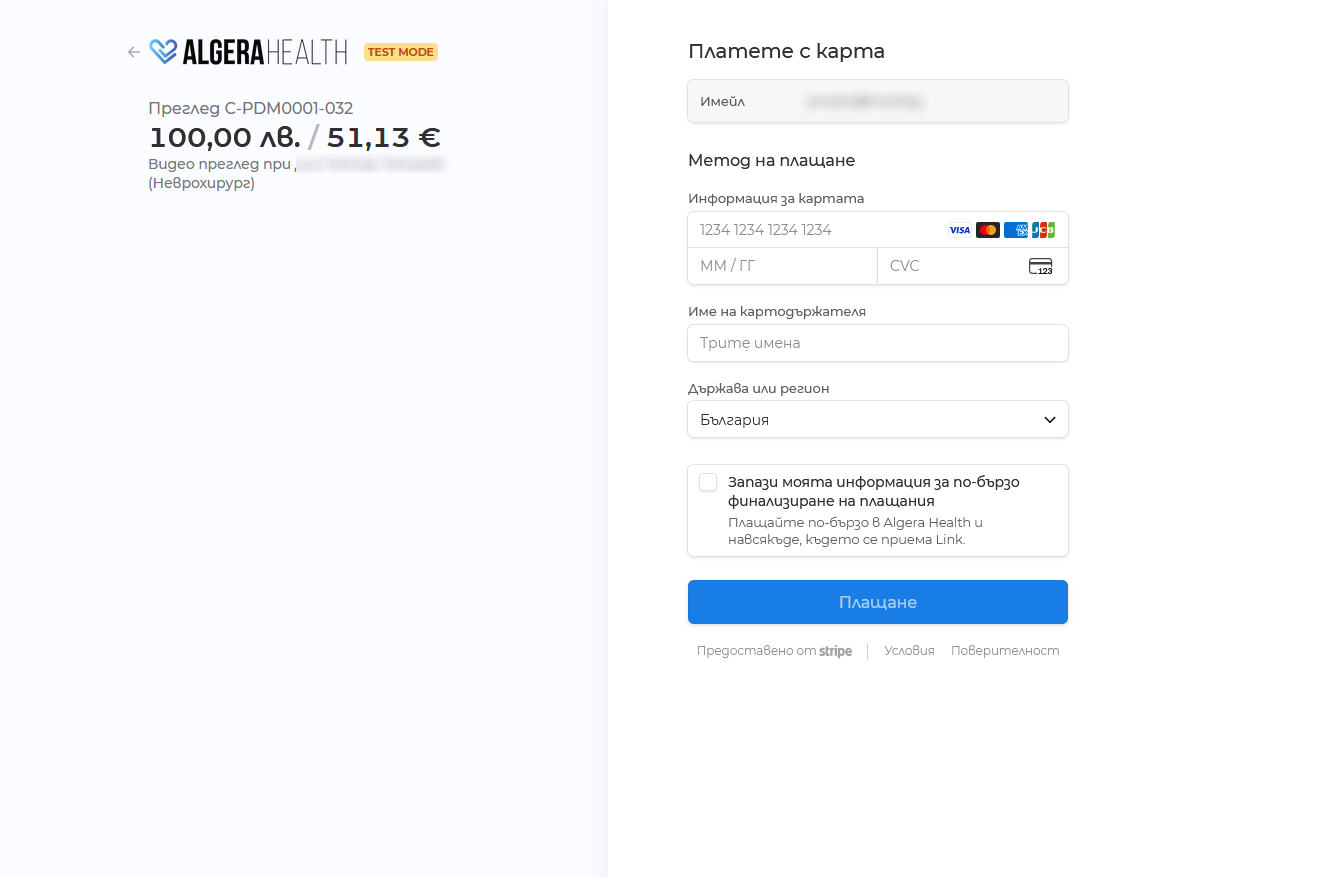 ALGERAHEALTH TEST MODE
Преглед C-PDM0001-032
100,00 лв. / 51,13 €
Видео преглед при
(Неврохирург)
Платете с карта
Имейл
Метод на плащане
Информация за картата
1234 1234 1234 1234 VISA JCB
ММ / ГГ CVC 123
Име на картодържателя
Трите имена
Държава или регион
България
Запази моята информация за по-бързо
финализиране на плащания
Плащайте по-бързо в Algera Health и
навсякъде, където се приема Link.
Плащане
Предоставено от stripe Условия Поверителност